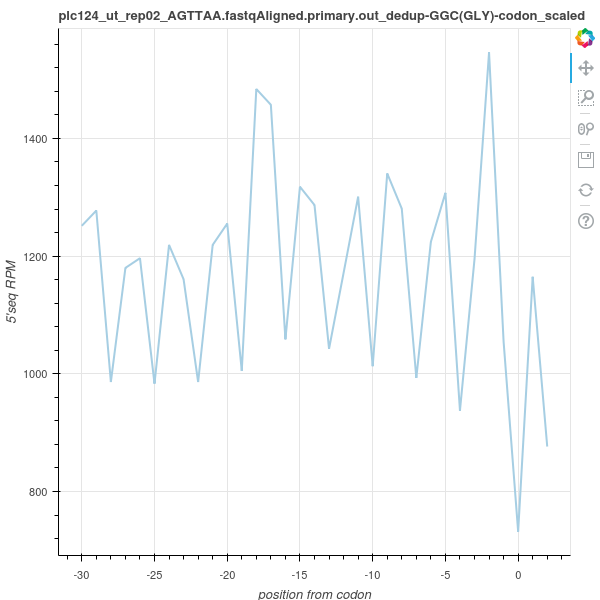 plc124_ut_rep02_AGTTAA.fastqAligned.primary.out_dedup-GGC(GLY)-codon_scaled
1400
1200
1000
800
5'seq RPM
-30 -25 -20 -15 -10 -5 0
position from codon